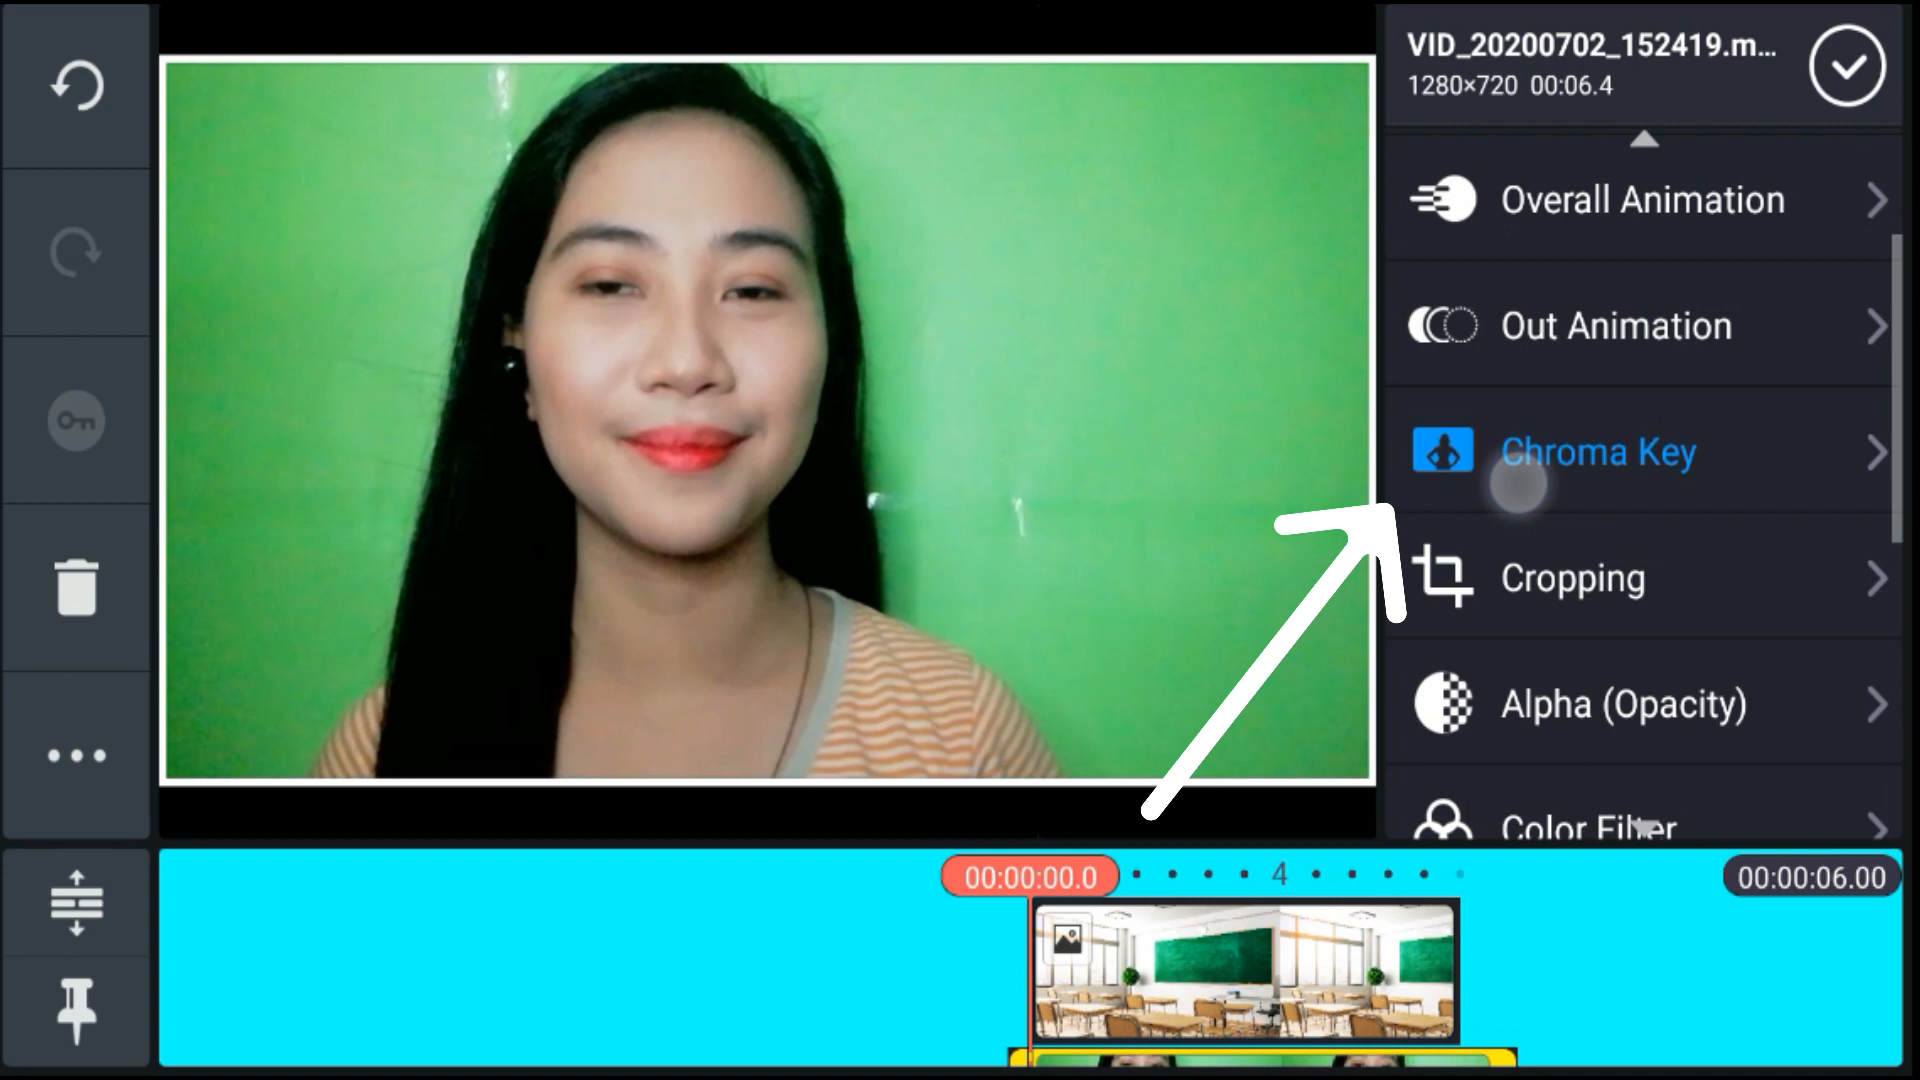 VID_20200702_152419.m...
1280×720 00:06.4
Overall Animation
Out Animation
Chroma Key
Cropping
Alpha (Opacity)
Color Filter
00:00:00.0
4
00:00:06.00